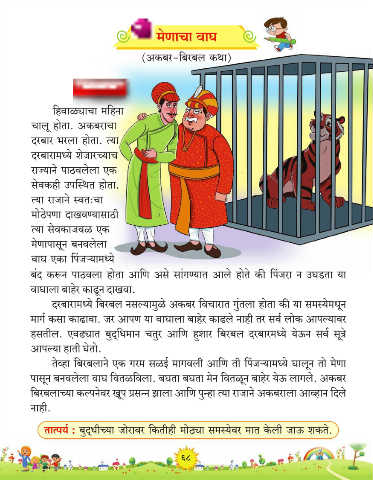 मेणाचा वाघ
(अकबर-बिरबल कथा)
हिवाळ्याचा महिना
चालू होता. अकबराचा
दरबार भरला होता. त्या
दरबारामध्ये शेजारच्याच
राज्याने पाठवलेला एक
सेवकही उपस्थित होता.
त्या राजाने स्वतःचा
मोठेपणा दाखवण्यासाठी
त्या सेवकाजवळ एक
मेणापासून बनवलेला
वाघ एका पिंजऱ्यामध्ये
बंद करून पाठवला होता आणि असे सांगण्यात आले होते की पिंजरा न उघडता या
वाघाला बाहेर काढून दाखवा.
दरबारामध्ये बिरबल नसल्यामुळे अकबर विचारात गुंतला होता की या समस्येमधून
मार्ग कसा काढावा. जर आपण या वाघाला बाहेर काढले नाही तर सर्व लोक आपल्यावर
हसतील. एवढ्यात बुद्धिमान चतुर आणि हुशार बिरबल दरबारमध्ये येऊन सर्व सूत्रे
आपल्या हाती घेतो.
तेव्हा बिरबलाने एक गरम सळई मागवली आणि ती पिंजऱ्यामध्ये घालून तो मेणा
पासून बनवलेला वाघ वितळविला. बघता बघता मेन वितळून बाहेर येऊ लागले. अकबर
बिरबलाच्या कल्पनेवर खूप प्रसन्न झाला आणि पुन्हा त्या राजाने अकबराला आव्हान दिले
नाही.
तात्पर्य : बुद्धीच्या जोरावर कितीही मोठ्या समस्येवर मात केली जाऊ शकते.
६८